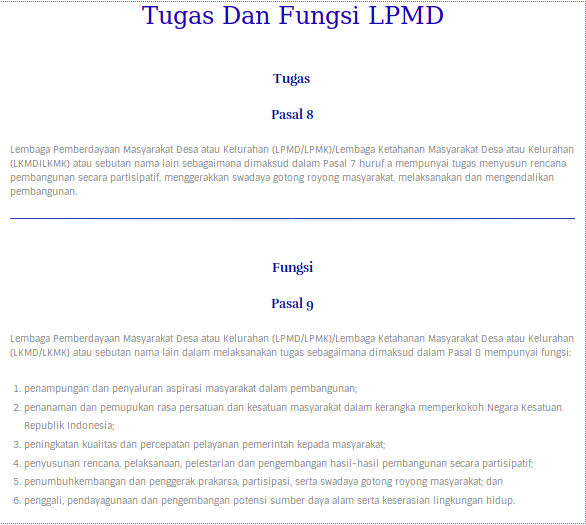 Tugas Dan Fungsi LPMD
Tugas
Pasal 8
Lembaga Pemberdayaan Masyarakat Desa atau Kelurahan (LPMD/LPMK)/Lembaga Ketahanan Masyarakat Desa atau Kelurahan
(LKMDILKMK) atau sebutan nama lain sebagaimana dimaksud dalam Pasal 7 huruf a mempunyai tugas menyusun rencana
pembangunan secara partisipatif, menggerakkan swadaya gotong royong masyarakat, melaksanakan dan mengendalikan
pembangunan.
Fungsi
Pasal 9
Lembaga Pemberdayaan Masyarakat Desa atau Kelurahan (LPMD/LPMK)/Lembaga Ketahanan Masyarakat Desa atau Kelurahan
(LKMD/LKMK) atau sebutan nama lain dalam melaksanakan tugas sebagaimana dimaksud dalam Pasal 8 mempunyai fungsi:
1. penampungan dan penyaluran aspirasi masyarakat dalam pembangunan;
2. penanaman dan pemupukan rasa persatuan dan kesatuan masyarakat dalam kerangka memperkokoh Negara Kesatuan
Republik Indonesia;
3. peningkatan kualitas dan percepatan pelayanan pemerintah kepada masyarakat;
4. penyusunan rencana, pelaksanaan, pelestarian dan pengembangan hasil-hasil pembangunan secara partisipatif;
5. penumbuhkembangan dan penggerak prakarsa, partisipasi, serta swadaya gotong royong masyarakat; dan
6. penggali, pendayagunaan dan pengembangan potensi sumber daya alam serta keserasian lingkungan hidup.